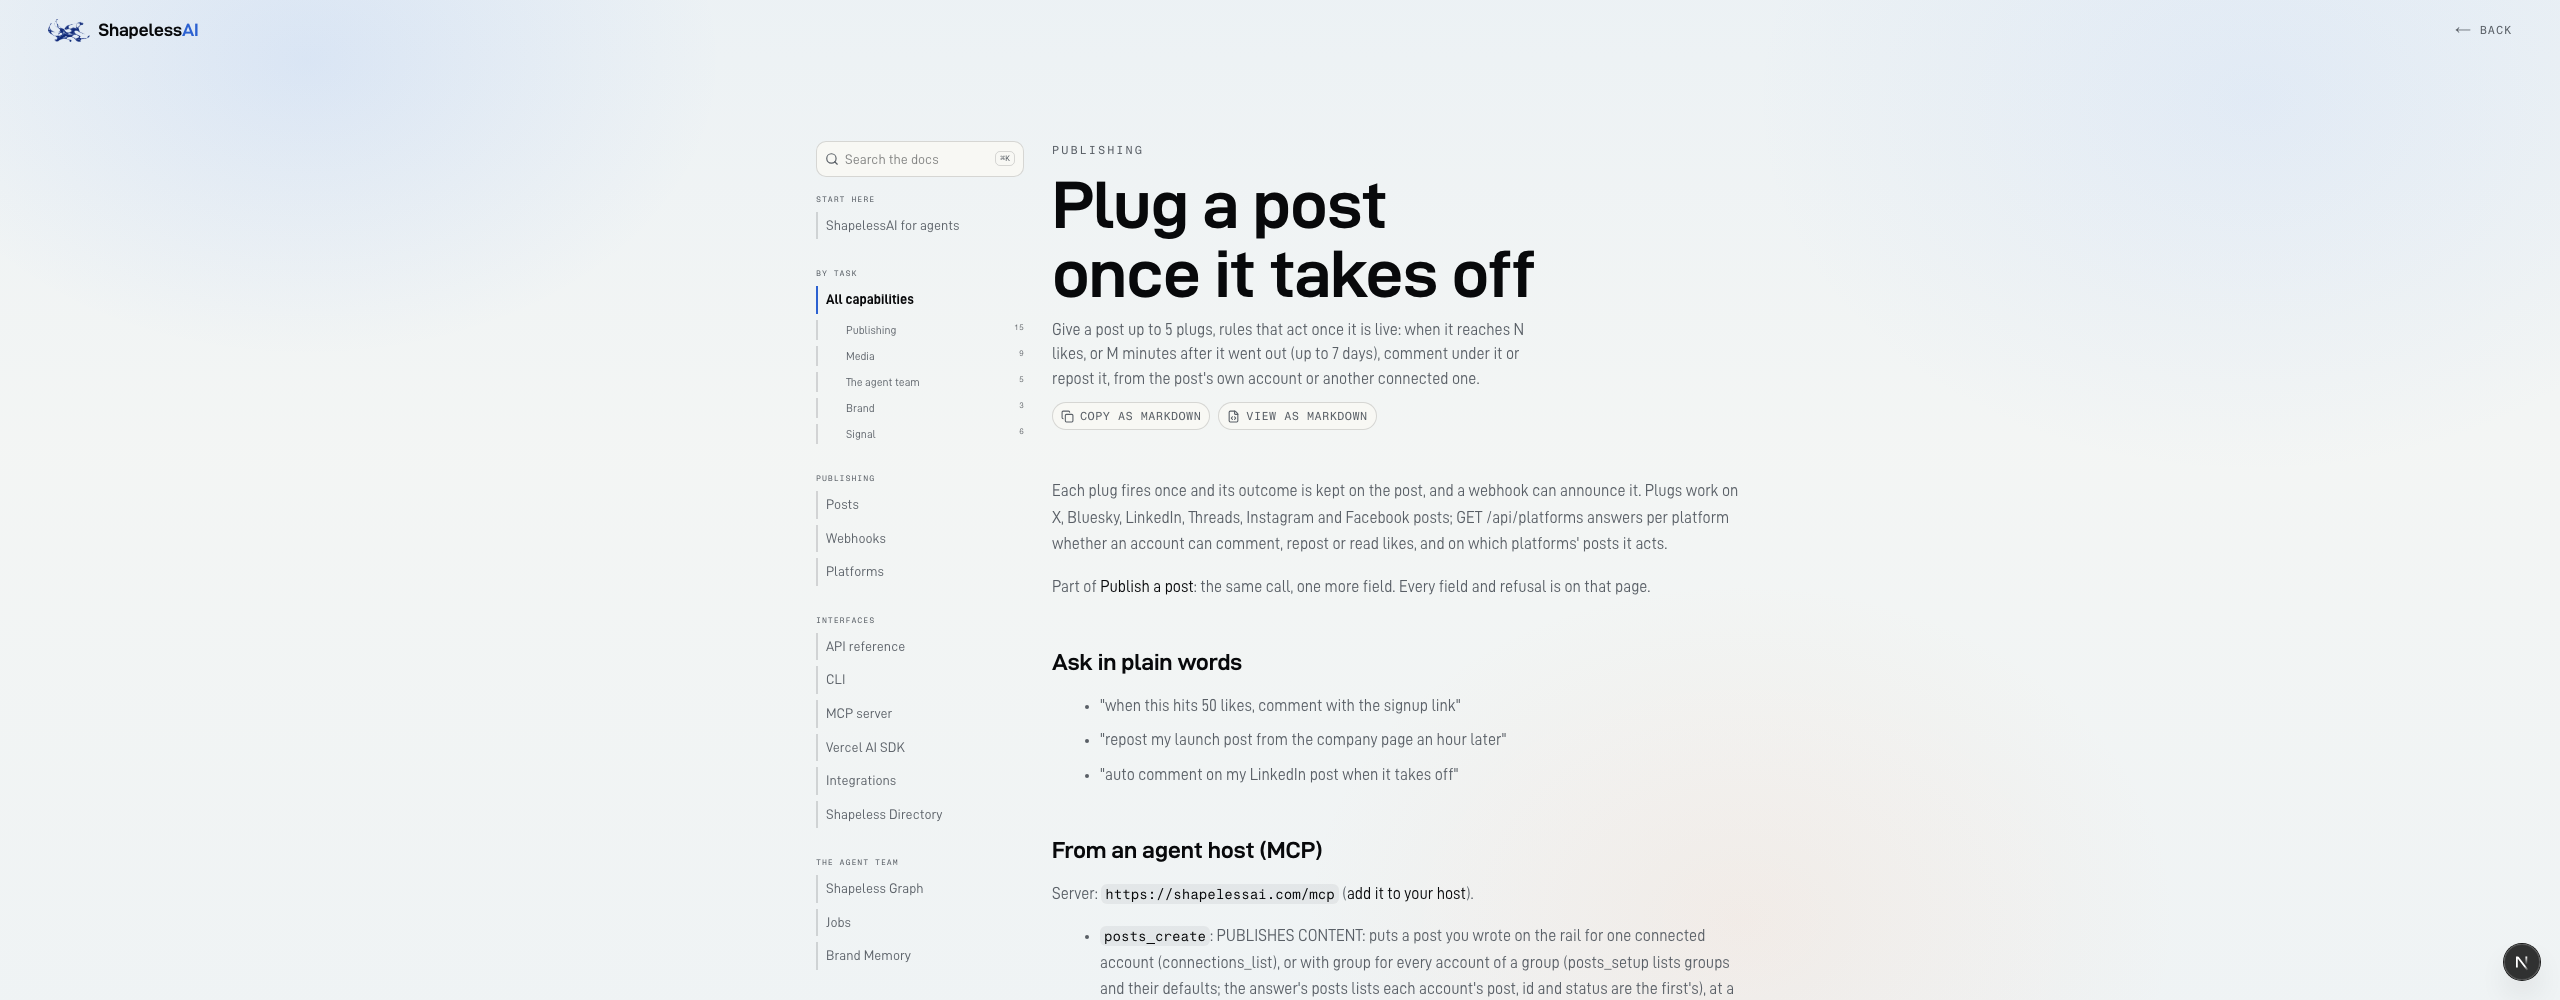 ShapelessAI
← BACK
Search the docs
⌘K
START HERE
ShapelessAI for agents
BY TASK
All capabilities
Publishing 15
Media 9
The agent team 5
Brand 3
Signal 6
PUBLISHING
Posts
Webhooks
Platforms
INTERFACES
API reference
CLI
MCP server
Vercel AI SDK
Integrations
Shapeless Directory
THE AGENT TEAM
Shapeless Graph
Jobs
Brand Memory
PUBLISHING
Plug a post
once it takes off
Give a post up to 5 plugs, rules that act once it is live: when it reaches N
likes, or M minutes after it went out (up to 7 days), comment under it or
repost it, from the post's own account or another connected one.
COPY AS MARKDOWN
VIEW AS MARKDOWN
Each plug fires once and its outcome is kept on the post, and a webhook can announce it. Plugs work on
X, Bluesky, LinkedIn, Threads, Instagram and Facebook posts; GET /api/platforms answers per platform
whether an account can comment, repost or read likes, and on which platforms' posts it acts.
Part of Publish a post: the same call, one more field. Every field and refusal is on that page.
Ask in plain words
• "when this hits 50 likes, comment with the signup link"
• "repost my launch post from the company page an hour later"
• "auto comment on my LinkedIn post when it takes off"
From an agent host (MCP)
Server: https://shapelessai.com/mcp (add it to your host).
• posts_create: PUBLISHES CONTENT: puts a post you wrote on the rail for one connected
account (connections_list), or with group for every account of a group (posts_setup lists groups
and their defaults; the answer's posts lists each account's post, id and status are the first's), at a
N